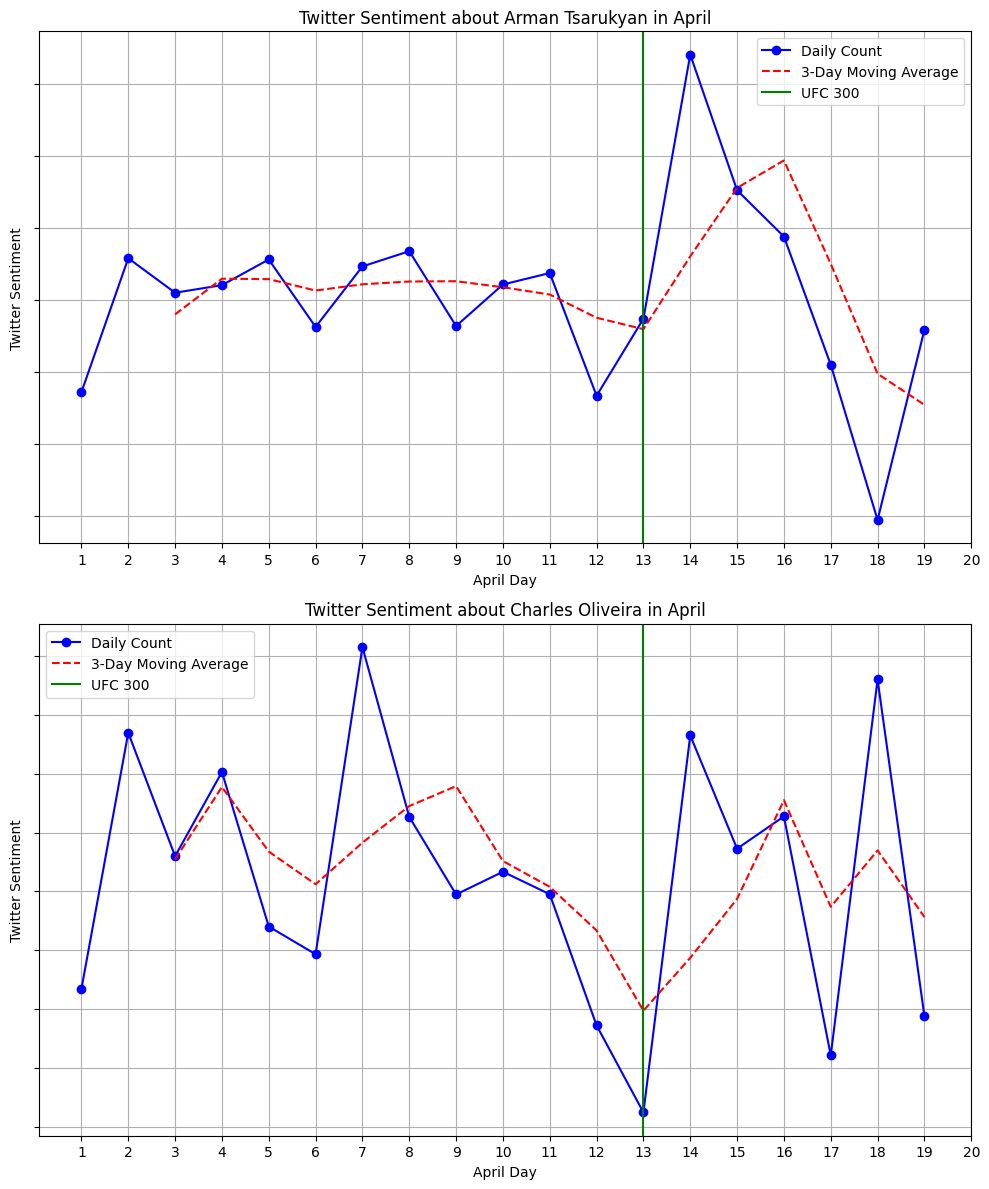 Twitter Sentiment about Arman Tsarukyan in April
Daily Count
3-Day Moving Average
UFC 300
Twitter Sentiment
1 2 3 4 5 6 7 8 9 10 11 12 13 14 15 16 17 18 19 20
April Day
Twitter Sentiment about Charles Oliveira in April
Daily Count
3-Day Moving Average
UFC 300
Twitter Sentiment
1 2 3 4 5 6 7 8 9 10 11 12 13 14 15 16 17 18 19 20
April Day